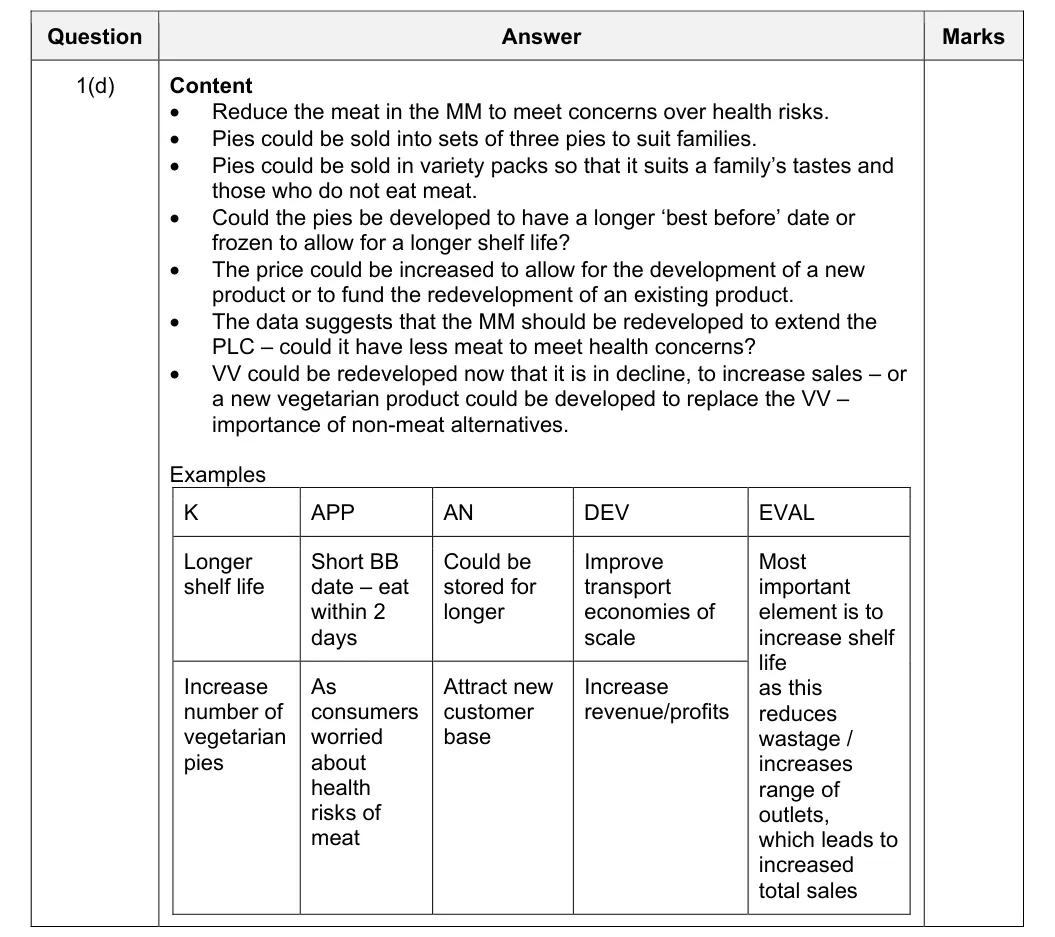 Question Answer Marks
1(d)
Content
• Reduce the meat in the MM to meet concerns over health risks.
• Pies could be sold into sets of three pies to suit families.
• Pies could be sold in variety packs so that it suits a family’s tastes and
those who do not eat meat.
• Could the pies be developed to have a longer ‘best before’ date or
frozen to allow for a longer shelf life?
• The price could be increased to allow for the development of a new
product or to fund the redevelopment of an existing product.
• The data suggests that the MM should be redeveloped to extend the
PLC – could it have less meat to meet health concerns?
• VV could be redeveloped now that it is in decline, to increase sales – or
a new vegetarian product could be developed to replace the VV –
importance of non-meat alternatives.
Examples
K APP AN DEV EVAL
Longer
shelf life
Short BB
date – eat
within 2
days
Could be
stored for
longer
Improve
transport
economies of
scale
Most
important
element is to
increase shelf
life
as this
reduces
wastage /
increases
range of
outlets,
which leads to
increased
total sales
Increase
number of
vegetarian
pies
As
consumers
worried
about
health
risks of
meat
Attract new
customer
base
Increase
revenue/profits